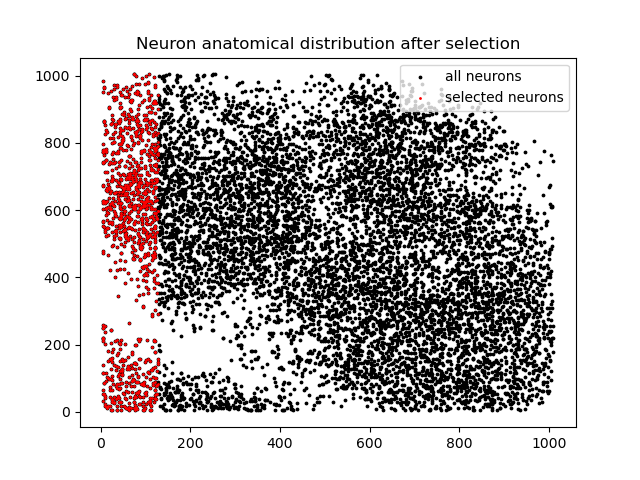 Neuron anatomical distribution after selection
all neurons
selected neurons
1000
800
600
400
200
0
0 200 400 600 800 1000